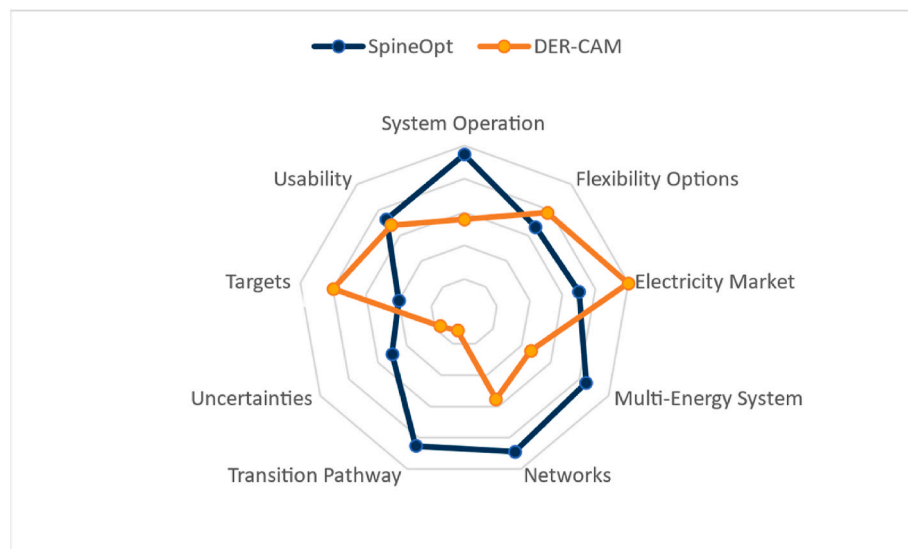 SpineOpt DER-CAM
System Operation
Usability Flexibility Options
Targets Electricity Market
Uncertainties Multi-Energy System
Transition Pathway Networks